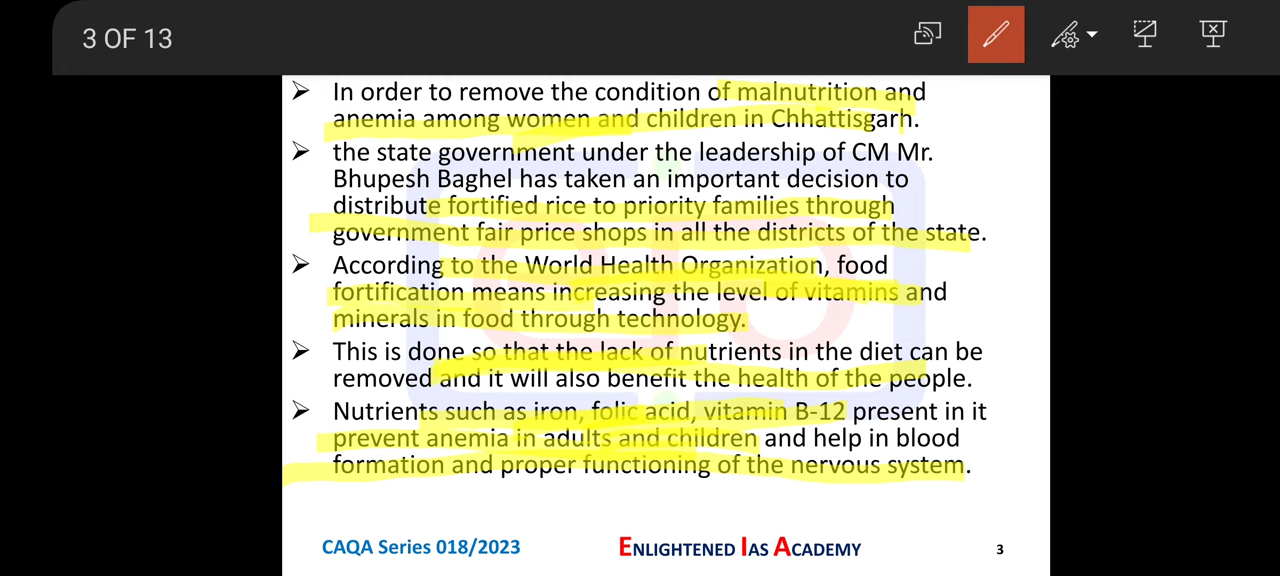 3 OF 13
➢ In order to remove the condition of malnutrition and
anemia among women and children in Chhattisgarh.
➢ the state government under the leadership of CM Mr.
Bhupesh Baghel has taken an important decision to
distribute fortified rice to priority families through
government fair price shops in all the districts of the state.
➢ According to the World Health Organization, food
fortification means increasing the level of vitamins and
minerals in food through technology.
➢ This is done so that the lack of nutrients in the diet can be
removed and it will also benefit the health of the people.
➢ Nutrients such as iron, folic acid, vitamin B-12 present in it
prevent anemia in adults and children and help in blood
formation and proper functioning of the nervous system.
CAQA Series 018/2023 ENLIGHTENED IAS ACADEMY 3